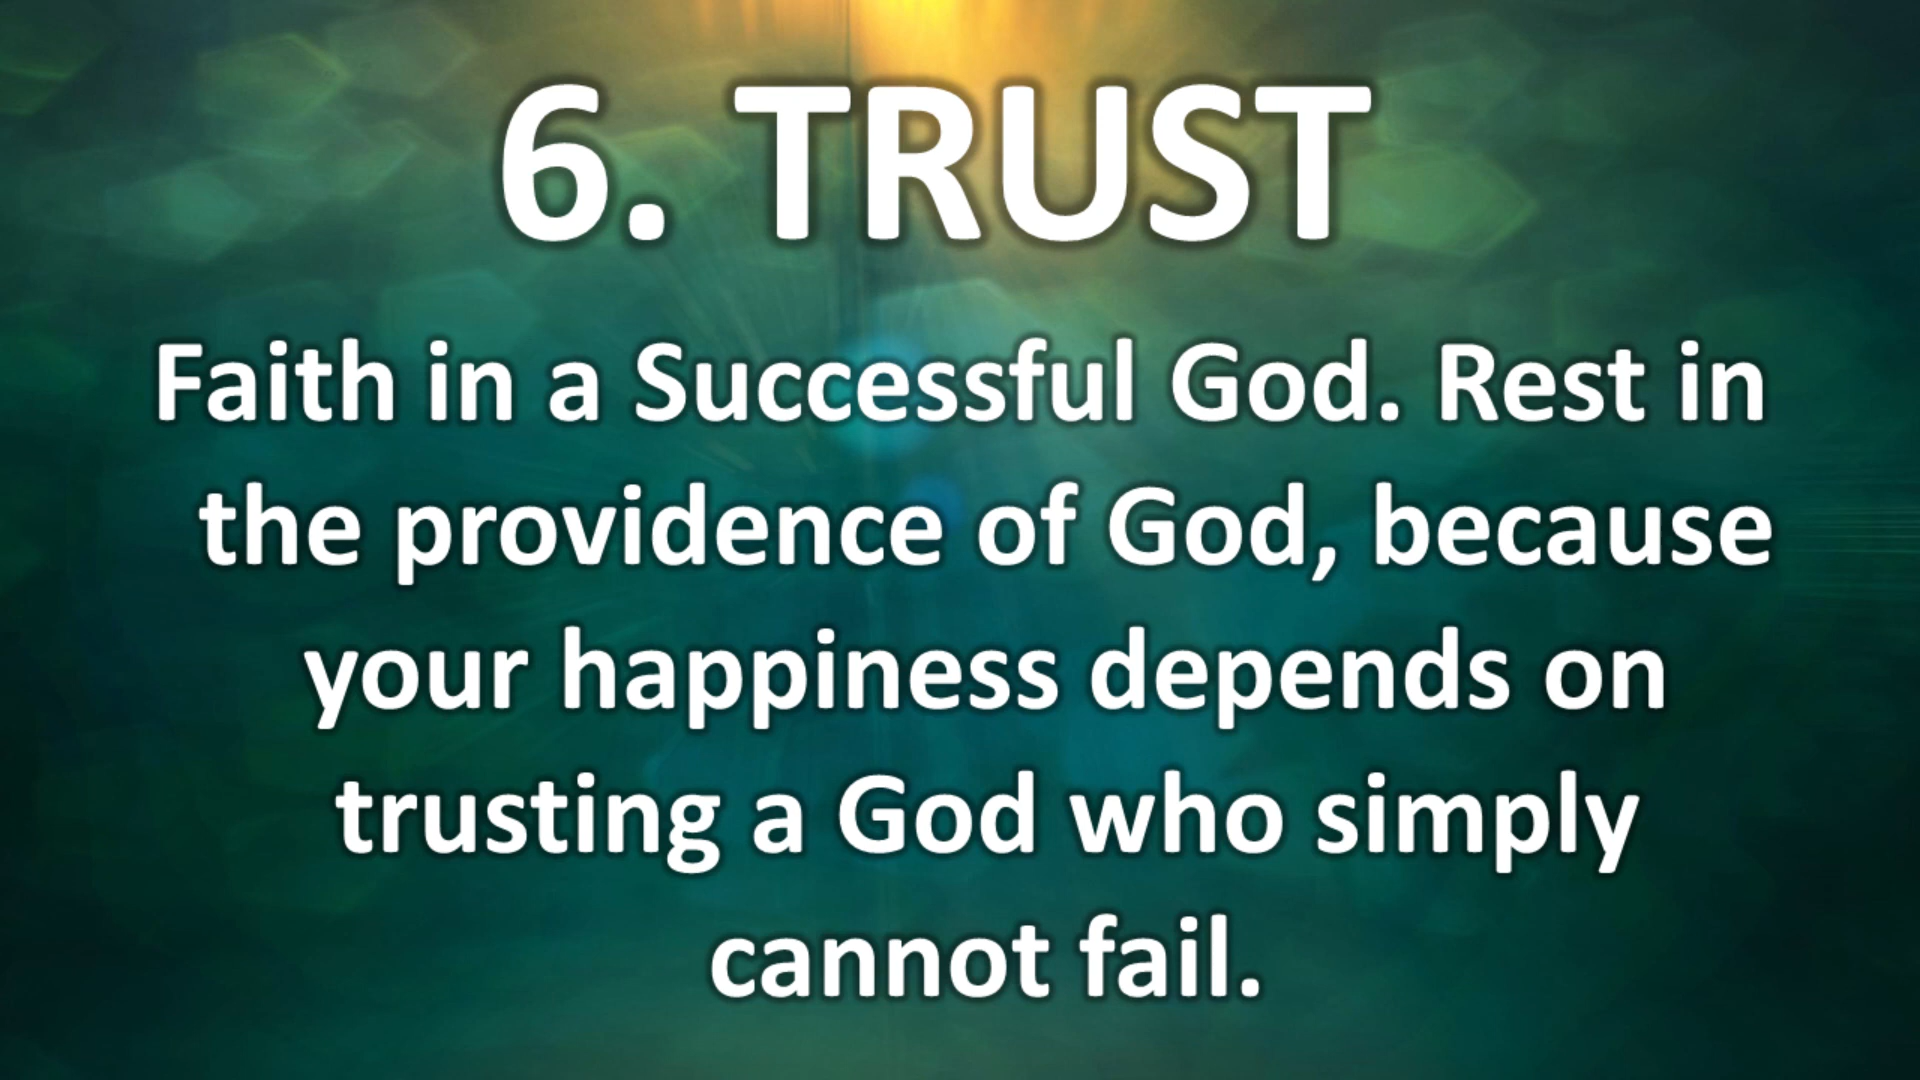 6. TRUST
Faith in a Successful God. Rest in
the providence of God, because
your happiness depends on
trusting a God who simply
cannot fail.